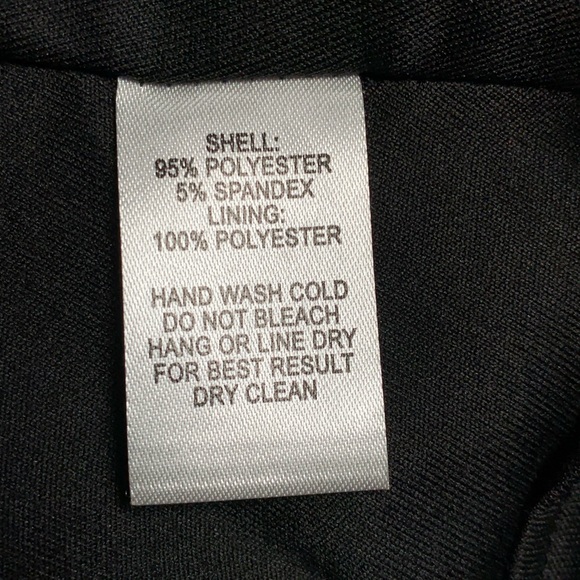 SHELL:
95% POLYESTER
5% SPANDEX
LINING:
100% POLYESTER
HAND WASH COLD
DO NOT BLEACH
HANG OR LINE DRY
FOR BEST RESULT
DRY CLEAN